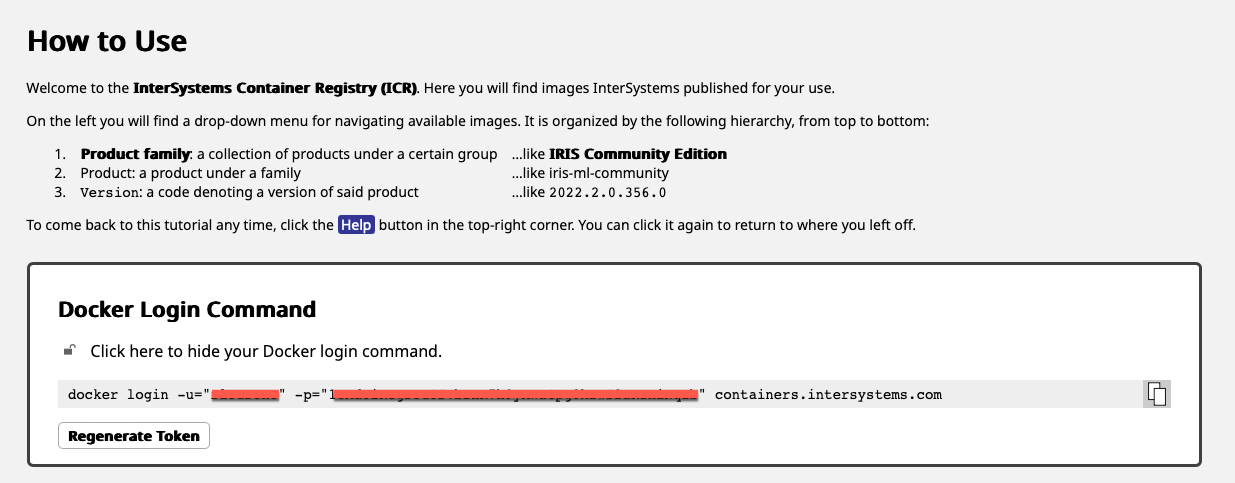 How to Use
Welcome to the InterSystems Container Registry (ICR). Here you will find images InterSystems published for your use.
On the left you will find a drop-down menu for navigating available images. It is organized by the following hierarchy, from top to bottom:
1. Product family: a collection of products under a certain group ...like IRIS Community Edition
2. Product: a product under a family ...like iris-ml-community
3. Version: a code denoting a version of said product ...like 2022.2.0.356.0
To come back to this tutorial any time, click the Help button in the top-right corner. You can click it again to return to where you left off.
Docker Login Command
Click here to hide your Docker login command.
docker login -u="" -p="" containers.intersystems.com
Regenerate Token